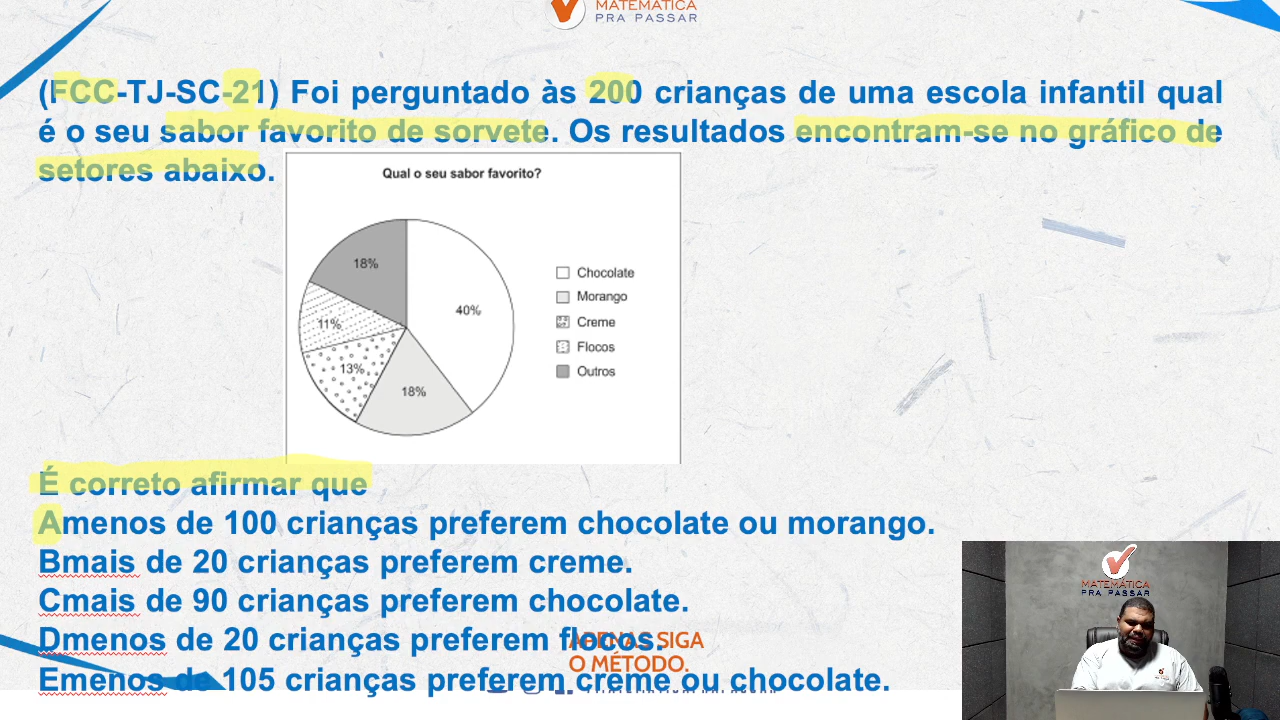 MATEMÁTICA
PRA PASSAR
(FCC-TJ-SC-21) Foi perguntado às 200 crianças de uma escola infantil qual
é o seu sabor favorito de sorvete. Os resultados encontram-se no gráfico de
setores abaixo.
Qual o seu sabor favorito?
18%
40%
11%
13%
18%
Chocolate
Morango
Creme
Flocos
Outros
É correto afirmar que
Amenos de 100 crianças preferem chocolate ou morango.
Bmais de 20 crianças preferem creme.
Cmais de 90 crianças preferem chocolate.
Dmenos de 20 crianças preferem flocos.
APENAS SIGA
O MÉTODO.
Emenos de 105 crianças preferem creme ou chocolate.
MATEMÁTICA
PRA PASSAR